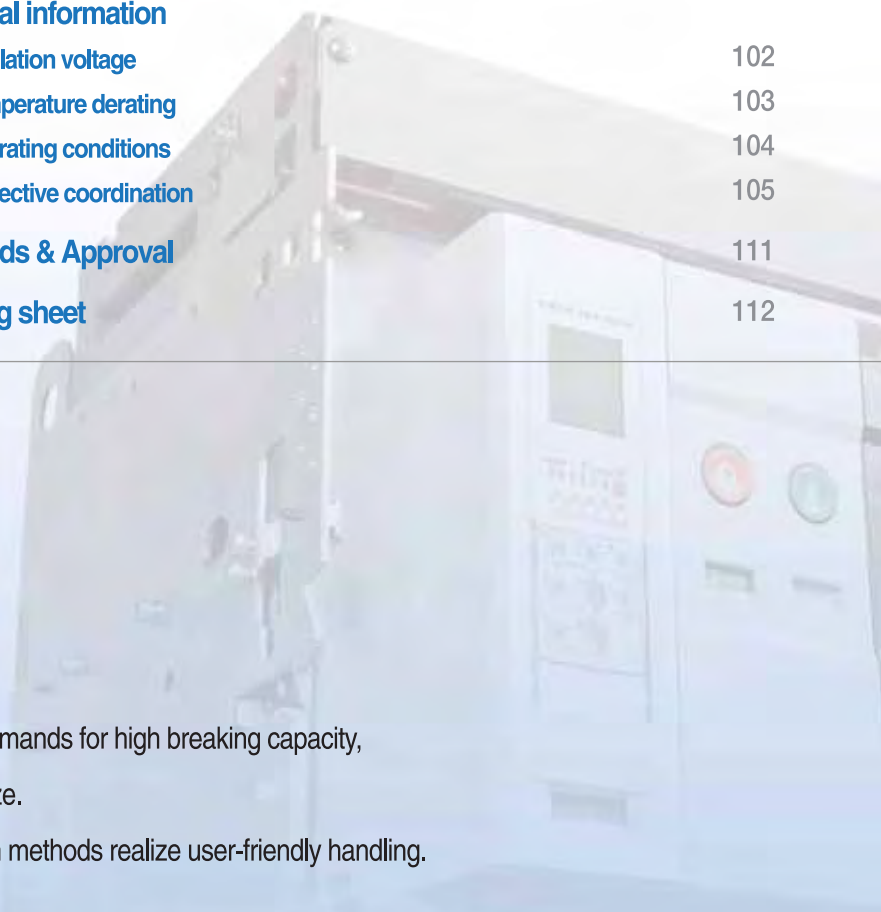 al information
lation voltage 102
perature derating 103
rating conditions 104
ective coordination 105
ds & Approval 111
g sheet 112
mands for high breaking capacity,
ze.
n methods realize user-friendly handling.